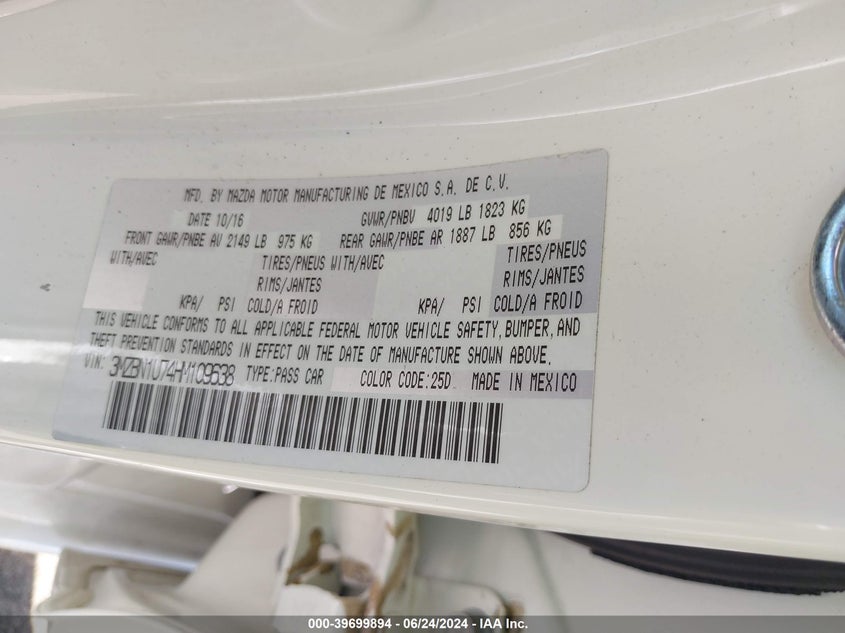 MFD. BY MAZDA MOTOR MANUFACTURING DE MEXICO S.A. DE C.V.
DATE 10/16 GVWR/PNBV 4019 LB 1823 KG
FRONT GAWR/PNBE AV 2149 LB 975 KG REAR GAWR/PNBE AR 1887 LB 856 KG
WITH/AVEC TIRES/PNEUS WITH/AVEC TIRES/PNEUS
RIMS/JANTES RIMS/JANTES
KPA/ PSI COLD/A FROID KPA/ PSI COLD/A FROID
THIS VEHICLE CONFORMS TO ALL APPLICABLE FEDERAL MOTOR VEHICLE SAFETY, BUMPER, AND
THEFT PREVENTION STANDARDS IN EFFECT ON THE DATE OF MANUFACTURE SHOWN ABOVE.
VIN: 3MZBN1U74HM109638 TYPE:PASS CAR COLOR CODE:25D MADE IN MEXICO
000-39699894 - 06/24/2024 - IAA Inc.